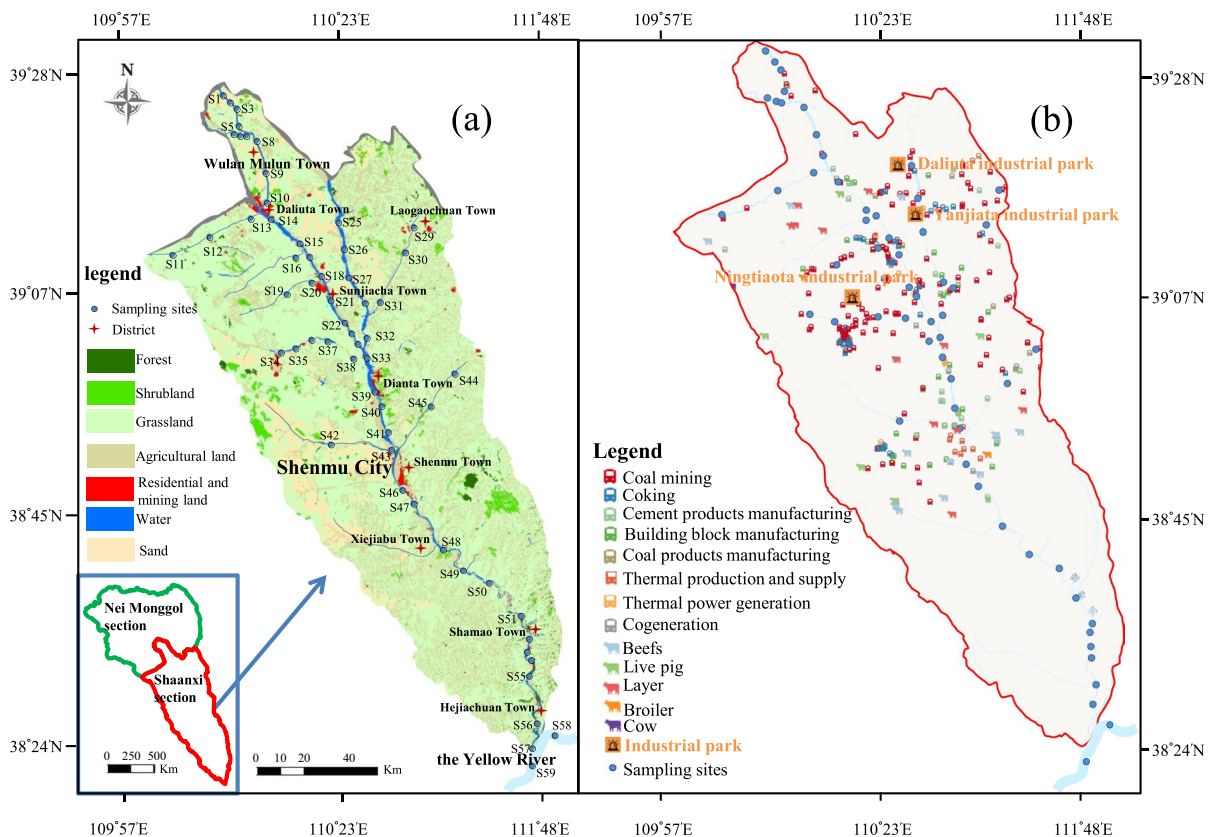 109°57'E
110°23'E
111°48'E
109°57'E
110°23'E
111°48'E
39°28'N
39°07'N
38°45'N
38°24'N
N
(a)
S1
S3
S5
S8
Wulan Mulun Town
S9
S10
Daliuta Town
S13
S14
S12
S11
S25
Laogaochuan Town
S29
S15
S26
S30
S16
S18
S27
S19
S20
Sunjiacha Town
S21
S31
S22
S32
S37
S34
S35
S33
S38
Dianta Town
S44
S39
S40
S45
S41
S42
S43
Shenmu City
Shenmu Town
S46
S47
Xiejiabu Town
S48
S49
S50
S51
Shamao Town
S55
Hejiachuan Town
S56
S58
S57
the Yellow River
S59
legend
Sampling sites
District
Forest
Shrubland
Grassland
Agricultural land
Residential and
mining land
Water
Sand
Nei Monggol
section
Shaanxi
section
0 250 500
Km
0 10 20 40
Km
(b)
39°28'N
39°07'N
38°45'N
38°24'N
Daliuta industrial park
Yanjiata industrial park
Ningtiaota industrial park
Legend
Coal mining
Coking
Cement products manufacturing
Building block manufacturing
Coal products manufacturing
Thermal production and supply
Thermal power generation
Cogeneration
Beefs
Live pig
Layer
Broiler
Cow
Industrial park
Sampling sites
109°57'E
110°23'E
111°48'E
109°57'E
110°23'E
111°48'E